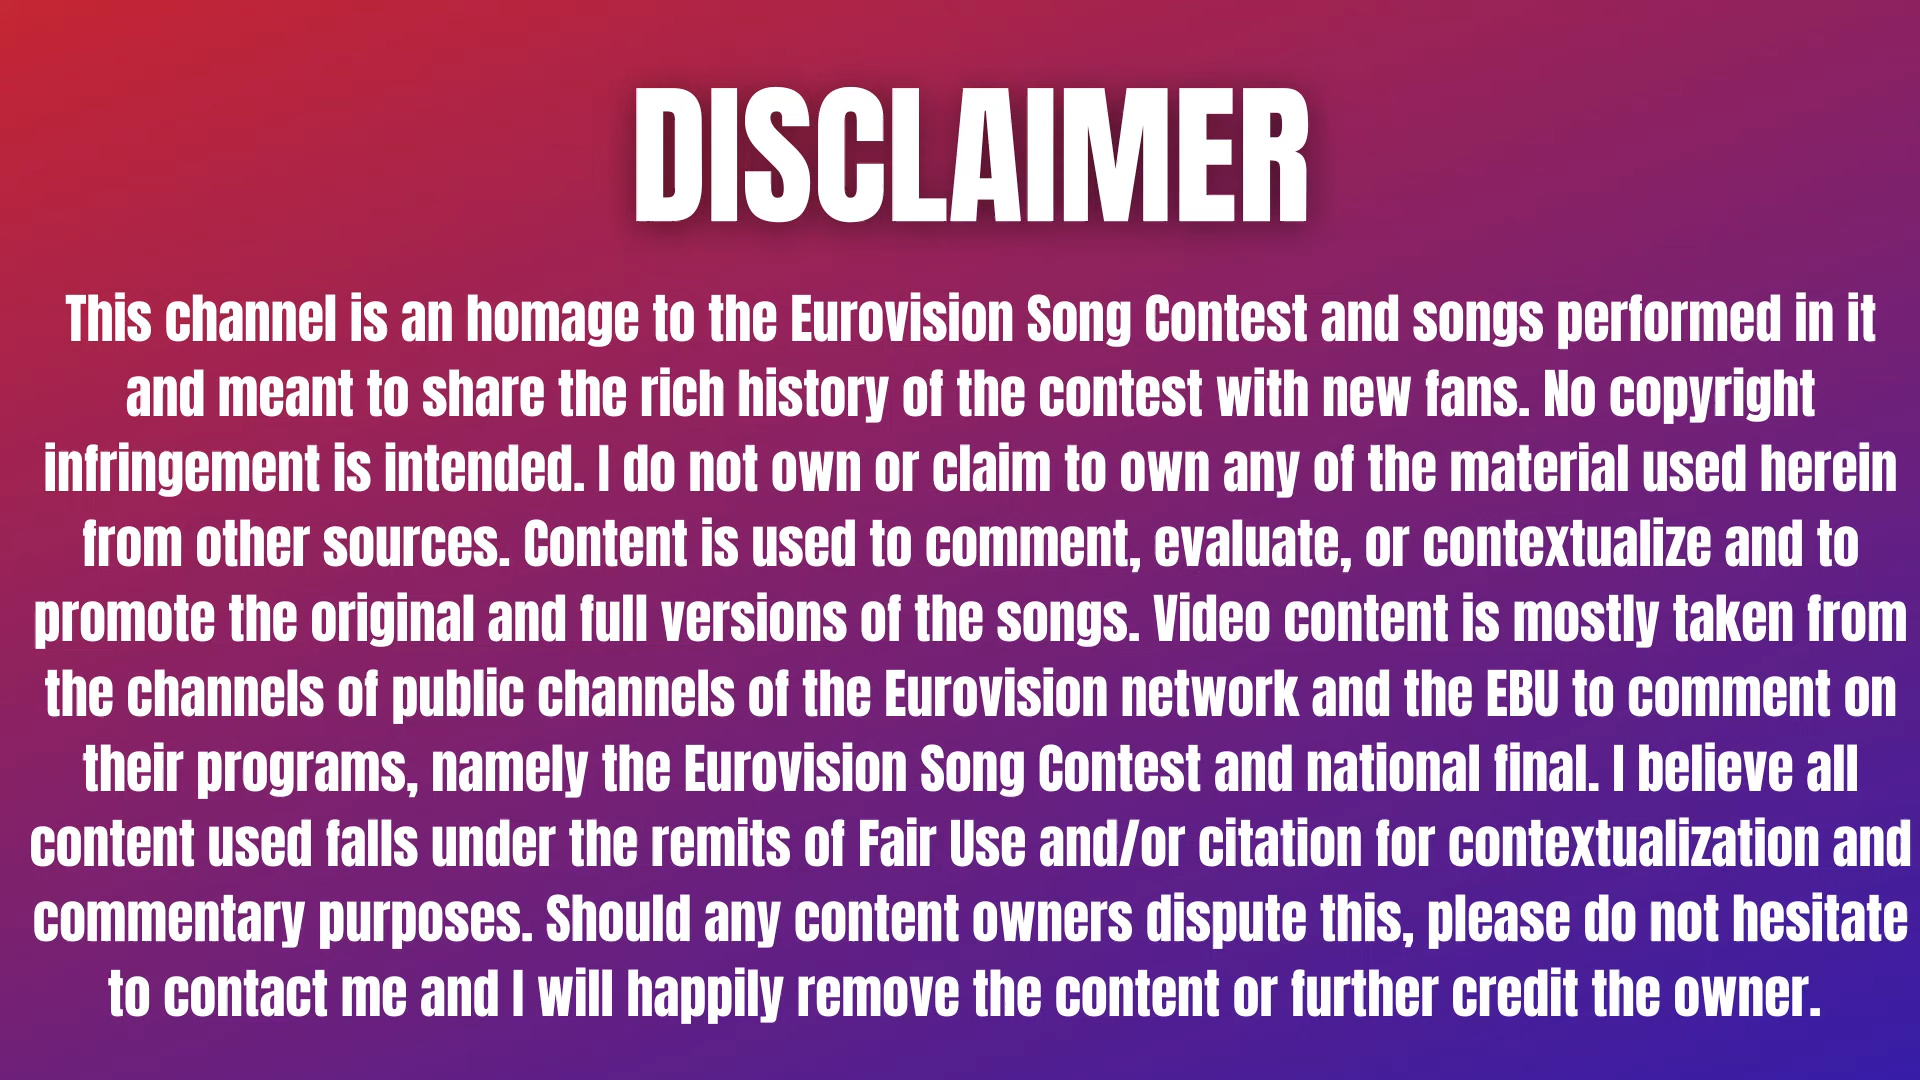 DISCLAIMER
This channel is an homage to the Eurovision Song Contest and songs performed in it
and meant to share the rich history of the contest with new fans. No copyright
infringement is intended. I do not own or claim to own any of the material used herein
from other sources. Content is used to comment, evaluate, or contextualize and to
promote the original and full versions of the songs. Video content is mostly taken from
the channels of public channels of the Eurovision network and the EBU to comment on
their programs, namely the Eurovision Song Contest and national final. I believe all
content used falls under the remits of Fair Use and/or citation for contextualization and
commentary purposes. Should any content owners dispute this, please do not hesitate
to contact me and I will happily remove the content or further credit the owner.